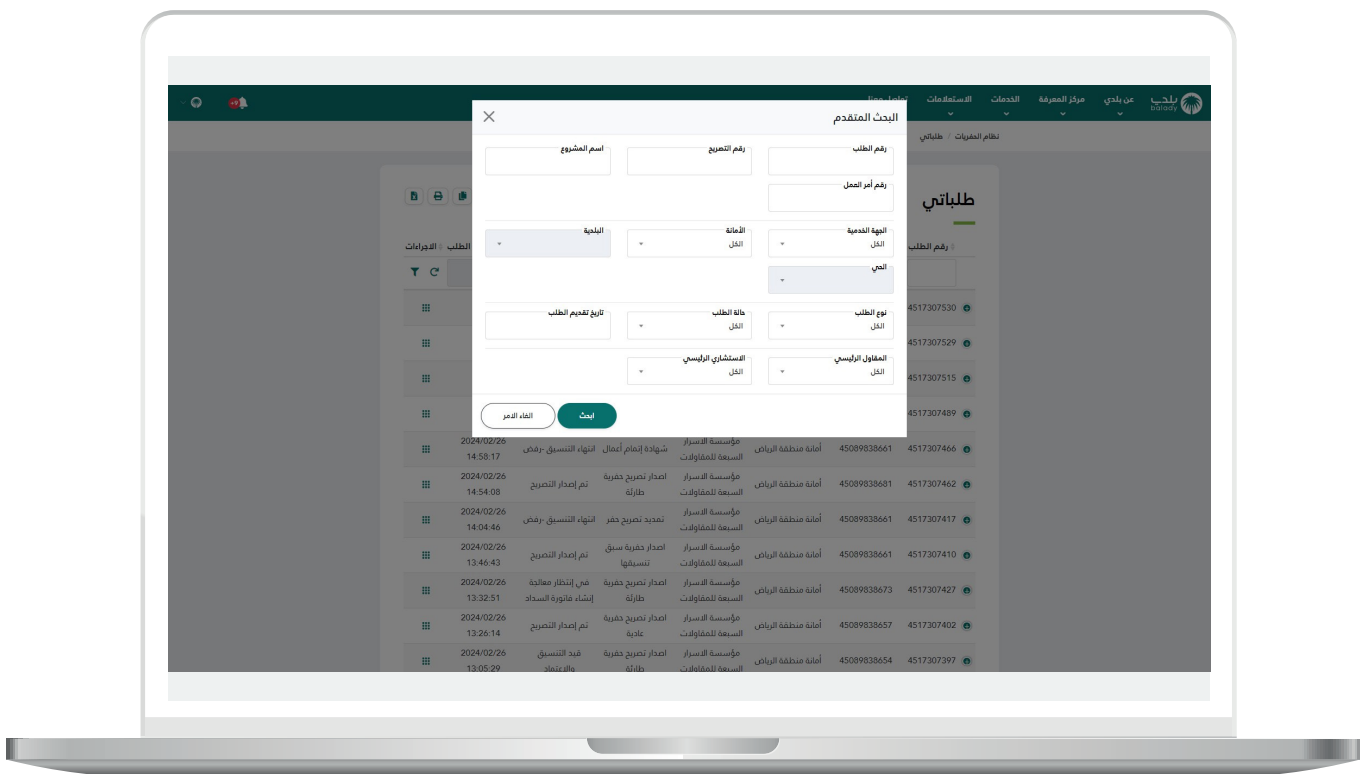 بلدي
balady
عن بلدي
مركز المعرفة
الخدمات
الاستعلامات
تواصل معنا
+9
نظام الحفريات / طلباتي
البحث المتقدم
رقم الطلب
رقم التصريح
اسم المشروع
رقم أمر العمل
الجهة الخدمية
الكل
الأمانة
الكل
البلدية
الحي
نوع الطلب
الكل
حالة الطلب
الكل
تاريخ تقديم الطلب
المقاول الرئيسي
الكل
الاستشاري الرئيسي
الكل
ابحث
الغاء الامر
طلباتي
رقم الطلب
الطلب
الاجراءات
4517307530
4517307529
4517307515
4517307489
4517307466 45089838661 أمانة منطقة الرياض مؤسسة الاسرار السبعة للمقاولات شهادة إتمام أعمال انتهاء التنسيق -رفض 2024/02/26 14:58:17
4517307462 45089838681 أمانة منطقة الرياض مؤسسة الاسرار السبعة للمقاولات اصدار تصريح حفرية طارئة تم إصدار التصريح 2024/02/26 14:54:08
4517307417 45089838661 أمانة منطقة الرياض مؤسسة الاسرار السبعة للمقاولات تمديد تصريح حفر انتهاء التنسيق -رفض 2024/02/26 14:04:46
4517307410 45089838661 أمانة منطقة الرياض مؤسسة الاسرار السبعة للمقاولات اصدار حفرية سبق تنسيقها تم إصدار التصريح 2024/02/26 13:46:43
4517307427 45089838673 أمانة منطقة الرياض مؤسسة الاسرار السبعة للمقاولات اصدار تصريح حفرية طارئة في إنتظار معالجة إنشاء فاتورة السداد 2024/02/26 13:32:51
4517307402 45089838657 أمانة منطقة الرياض مؤسسة الاسرار السبعة للمقاولات اصدار تصريح حفرية عادية تم إصدار التصريح 2024/02/26 13:26:14
4517307397 45089838654 أمانة منطقة الرياض مؤسسة الاسرار السبعة للمقاولات اصدار تصريح حفرية طارئة قيد التنسيق والاعتماد 2024/02/26 13:05:29